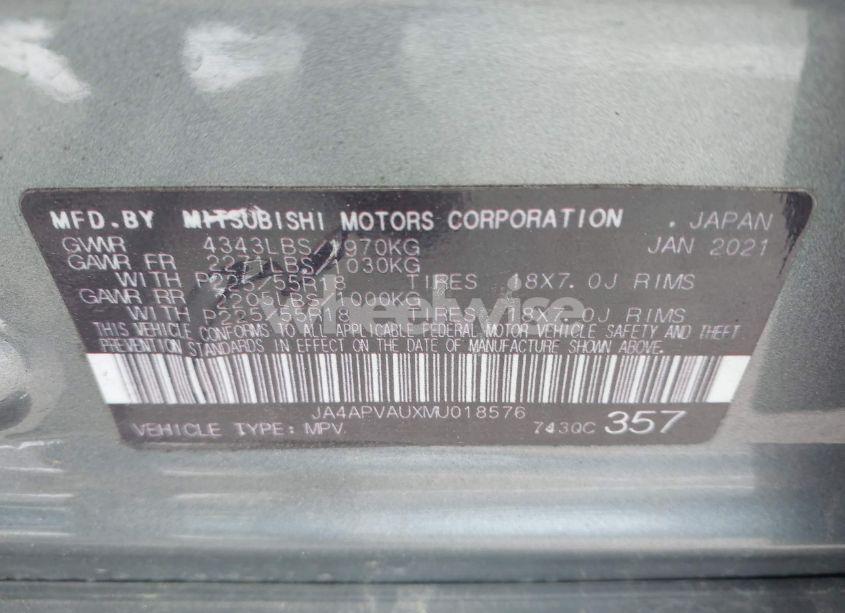 MFD.BY MITSUBISHI MOTORS CORPORATION . JAPAN
GVWR 4343LBS 1970KG JAN 2021
GAWR FR 2271LBS 1030KG
WITH P225/55R18 TIRES 18X7.0J RIMS
GAWR RR 2205LBS 1000KG
WITH P225/55R18 TIRES 18X7.0J RIMS
THIS VEHICLE CONFORMS TO ALL APPLICABLE FEDERAL MOTOR VEHICLE SAFETY AND THEFT
PREVENTION STANDARDS IN EFFECT ON THE DATE OF MANUFACTURE SHOWN ABOVE.
JA4APVAUXMU018576
VEHICLE TYPE: MPV 743QC 357
wheelwise